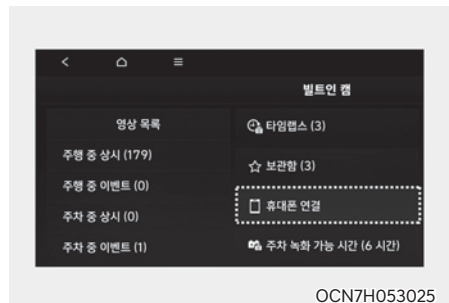 빌트인 캠
영상 목록
주행 중 상시 (179)
주행 중 이벤트 (0)
주차 중 상시 (0)
주차 중 이벤트 (1)
타임랩스 (3)
보관함 (3)
휴대폰 연결
주차 녹화 가능 시간 (6 시간)
OCN7H053025